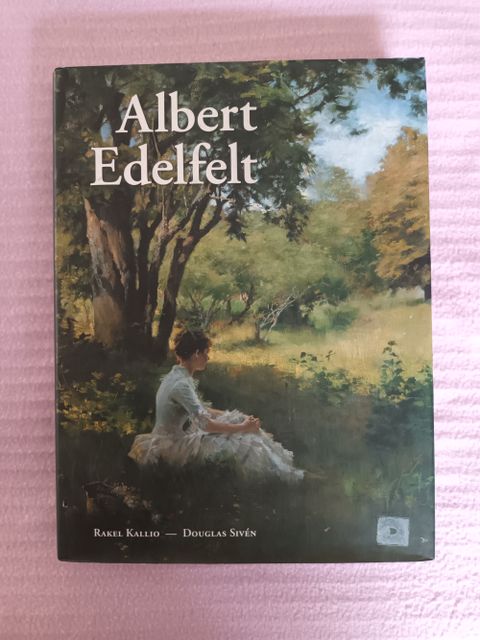 Albert
Edelfelt
RAKEL KALLIO — DOUGLAS SIVÉN